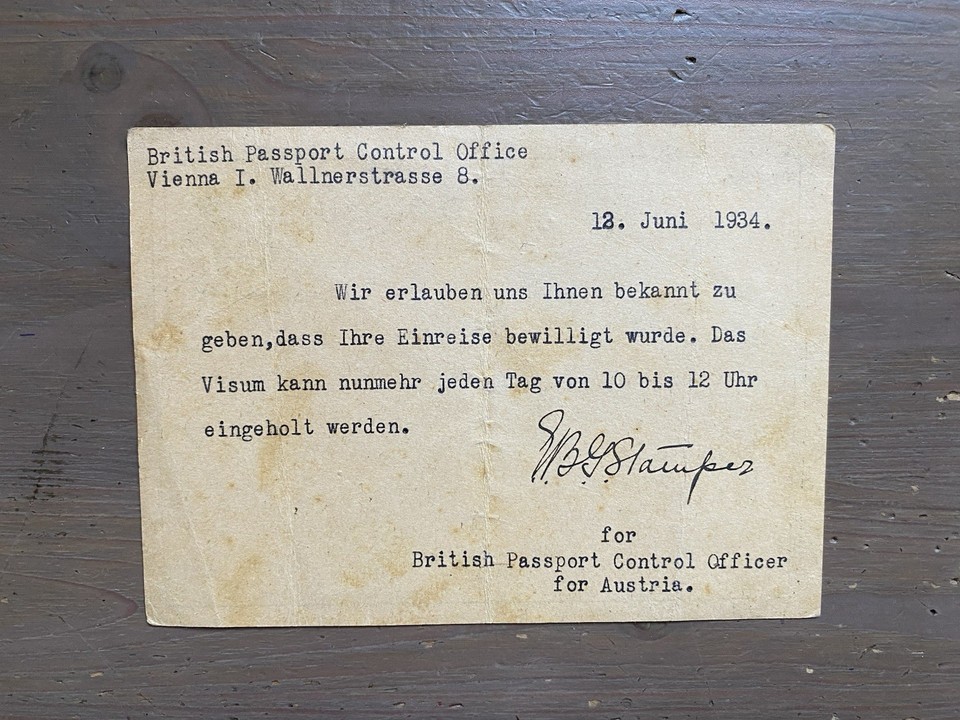 British Passport Control Office
Vienna I. Wallnerstrasse 8.
12. Juni 1934.
Wir erlauben uns Ihnen bekannt zu
geben,dass Ihre Einreise bewilligt wurde. Das
Visum kann nunmehr jeden Tag von 10 bis 12 Uhr
eingeholt werden.
B.G.Stamper
for
British Passport Control Officer
for Austria.